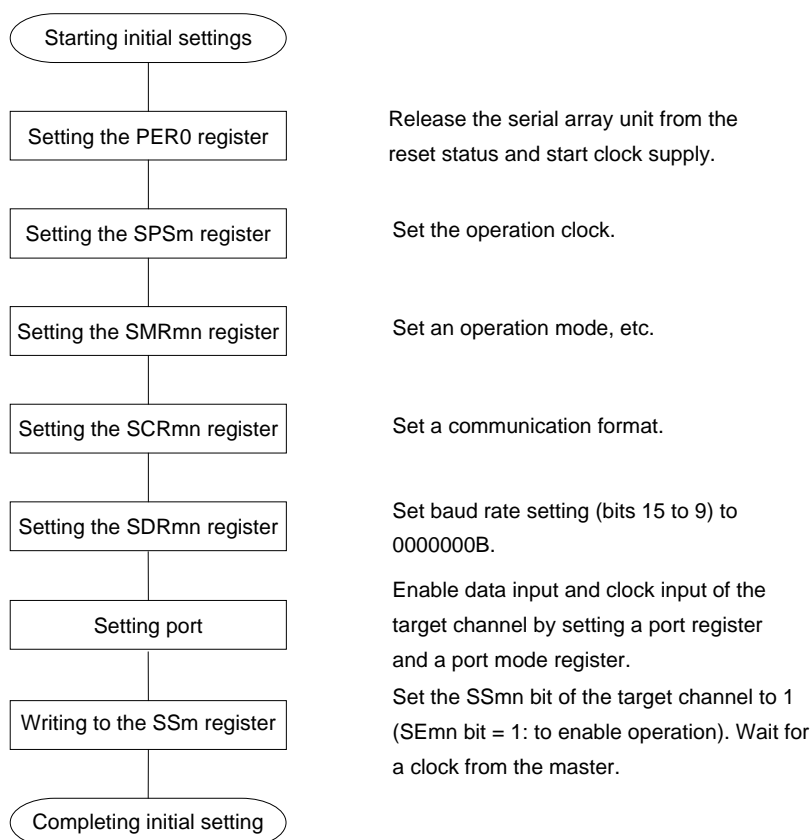 Starting initial settings
Setting the PER0 register
Release the serial array unit from the
reset status and start clock supply.
Setting the SPSm register
Set the operation clock.
Setting the SMRmn register
Set an operation mode, etc.
Setting the SCRmn register
Set a communication format.
Setting the SDRmn register
Set baud rate setting (bits 15 to 9) to
0000000B.
Setting port
Enable data input and clock input of the
target channel by setting a port register
and a port mode register.
Writing to the SSm register
Set the SSmn bit of the target channel to 1
(SEmn bit = 1: to enable operation). Wait for
a clock from the master.
Completing initial setting